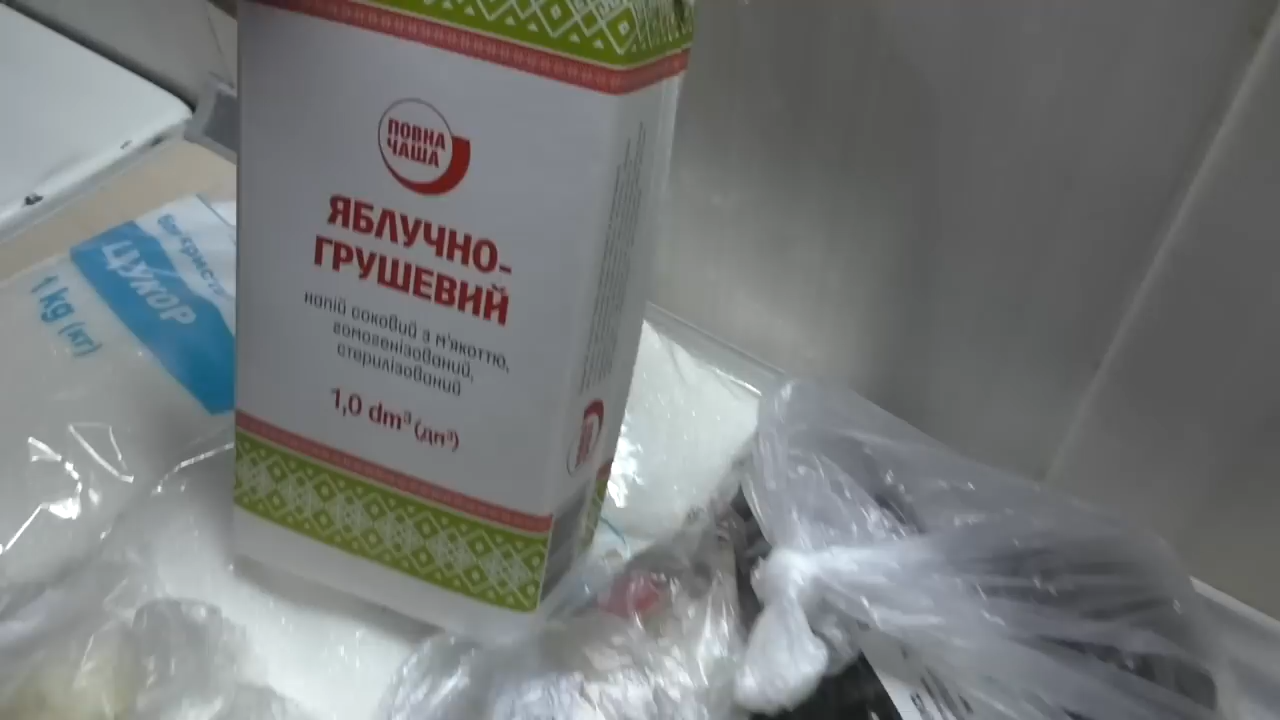 ПОВНА
ЧАША
ЯБЛУЧНО-
ГРУШЕВИЙ
напій соковий з м'якоттю,
гомогенізований,
стерилізований
1,0 dm³ (дм³)
Цукор
1 kg (кг)